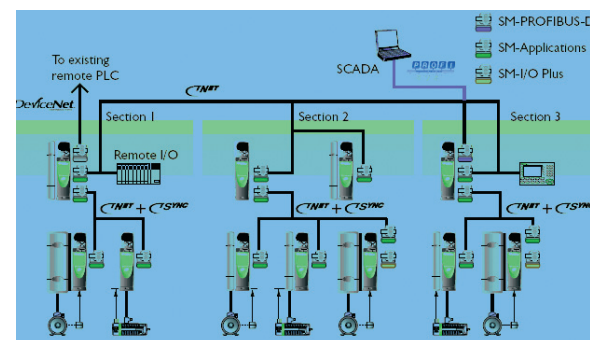 To existing
remote PLC
DeviceNet
CTNET
SCADA
PROFI
SM-PROFIBUS-D
SM-Applications
SM-I/O Plus
Section 1
Section 2
Section 3
Remote I/O
CTNET + CTSYNC
CTNET + CTSYNC
CTNET + CTSYNC